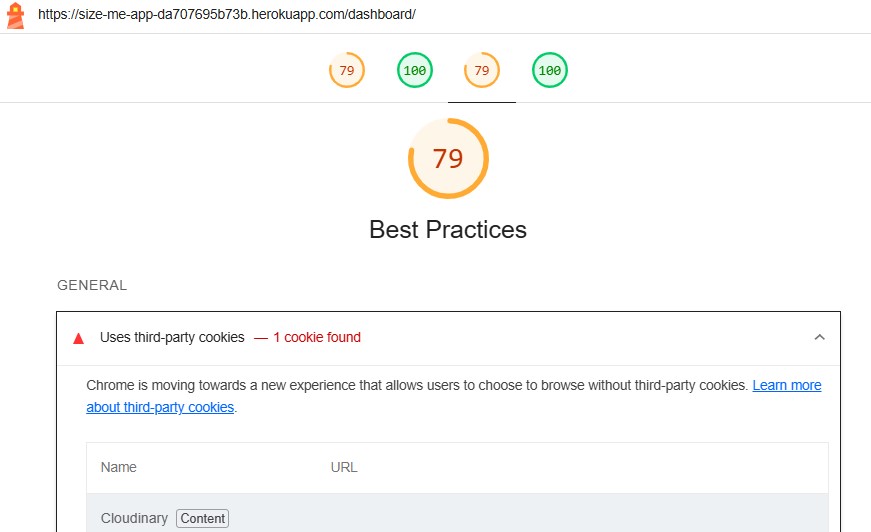 https://size-me-app-da707695b73b.herokuapp.com/dashboard/
79 100 79 100
79
Best Practices
GENERAL
Uses third-party cookies — 1 cookie found
Chrome is moving towards a new experience that allows users to choose to browse without third-party cookies. Learn more
about third-party cookies.
Name URL
Cloudinary Content